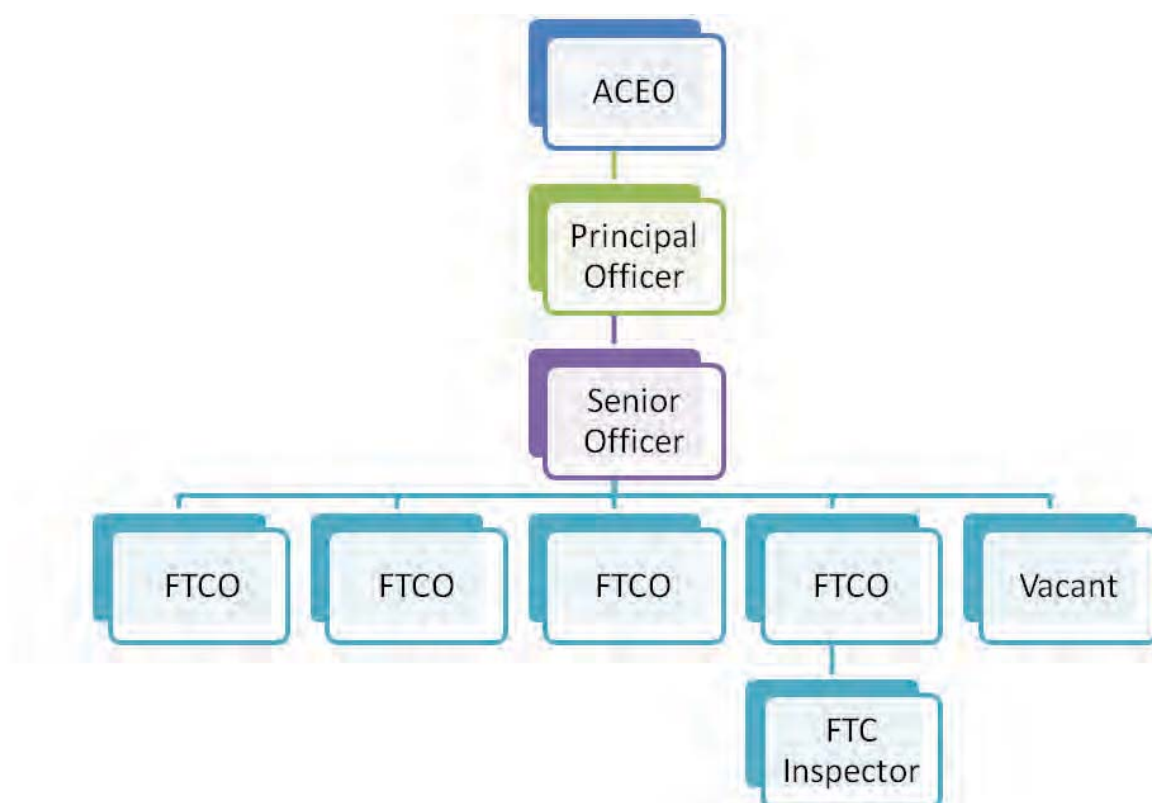 ACEO
Principal
Officer
Senior
Officer
FTCO
FTCO
FTCO
FTCO
Vacant
FTC
Inspector